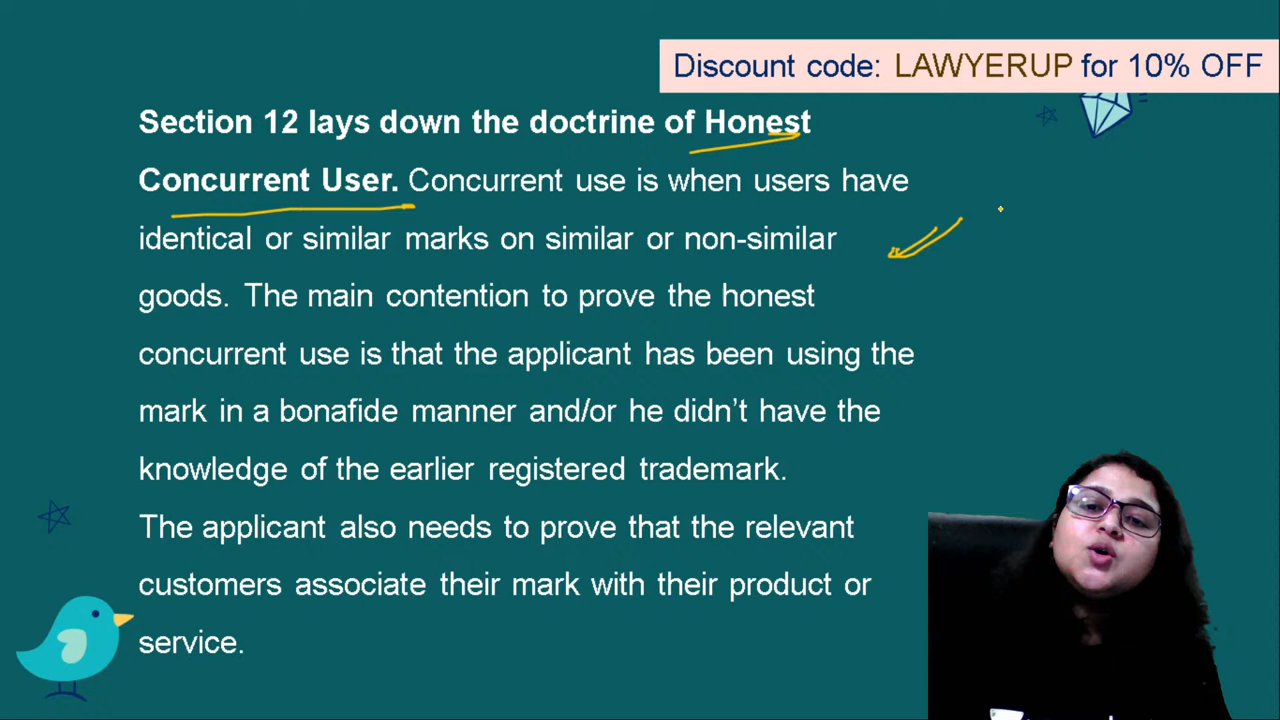 Discount code: LAWYERUP for 10% OFF
Section 12 lays down the doctrine of Honest
Concurrent User. Concurrent use is when users have
identical or similar marks on similar or non-similar
goods. The main contention to prove the honest
concurrent use is that the applicant has been using the
mark in a bonafide manner and/or he didn’t have the
knowledge of the earlier registered trademark.
The applicant also needs to prove that the relevant
customers associate their mark with their product or
service.